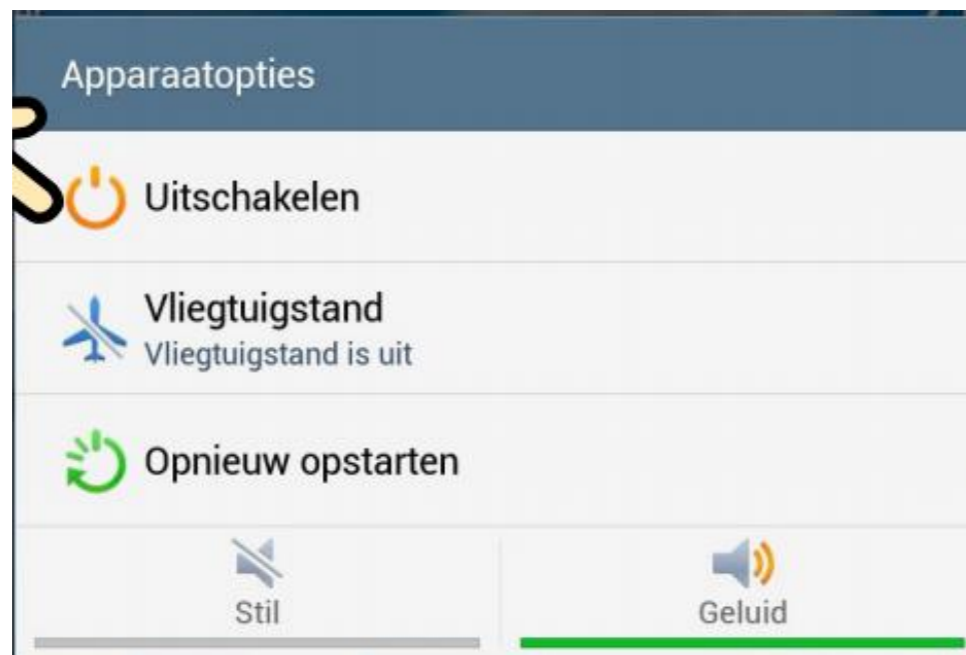 Apparaatopties
Uitschakelen
Vliegtuigstand
Vliegtuigstand is uit
Opnieuw opstarten
Stil
Geluid